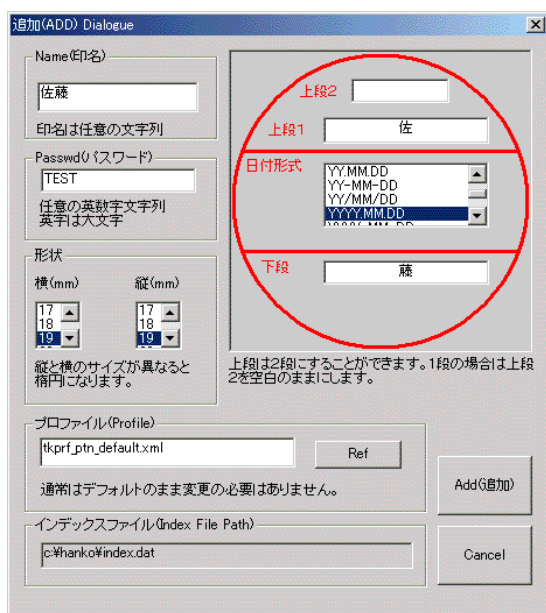 追加(ADD) Dialogue
Name(印名)
佐藤
印名は任意の文字列
Passwd(パスワード)
TEST
任意の英数字文字列
英字は大文字
形状
横(mm) 縦(mm)
17 17
18 18
19 19
縦と横のサイズが異なると
楕円になります。
上段2
上段1 佐
日付形式
YY.MM.DD
YY-MM-DD
YY/MM/DD
YYYY.MM.DD
下段 藤
上段は2段にすることができます。1段の場合は上段
2を空白のままにします。
プロファイル(Profile)
tkprf_ptn_default.xml
Ref
通常はデフォルトのまま変更の必要はありません。
インデックスファイル(Index File Path)
c:¥hanko¥index.dat
Add(追加)
Cancel